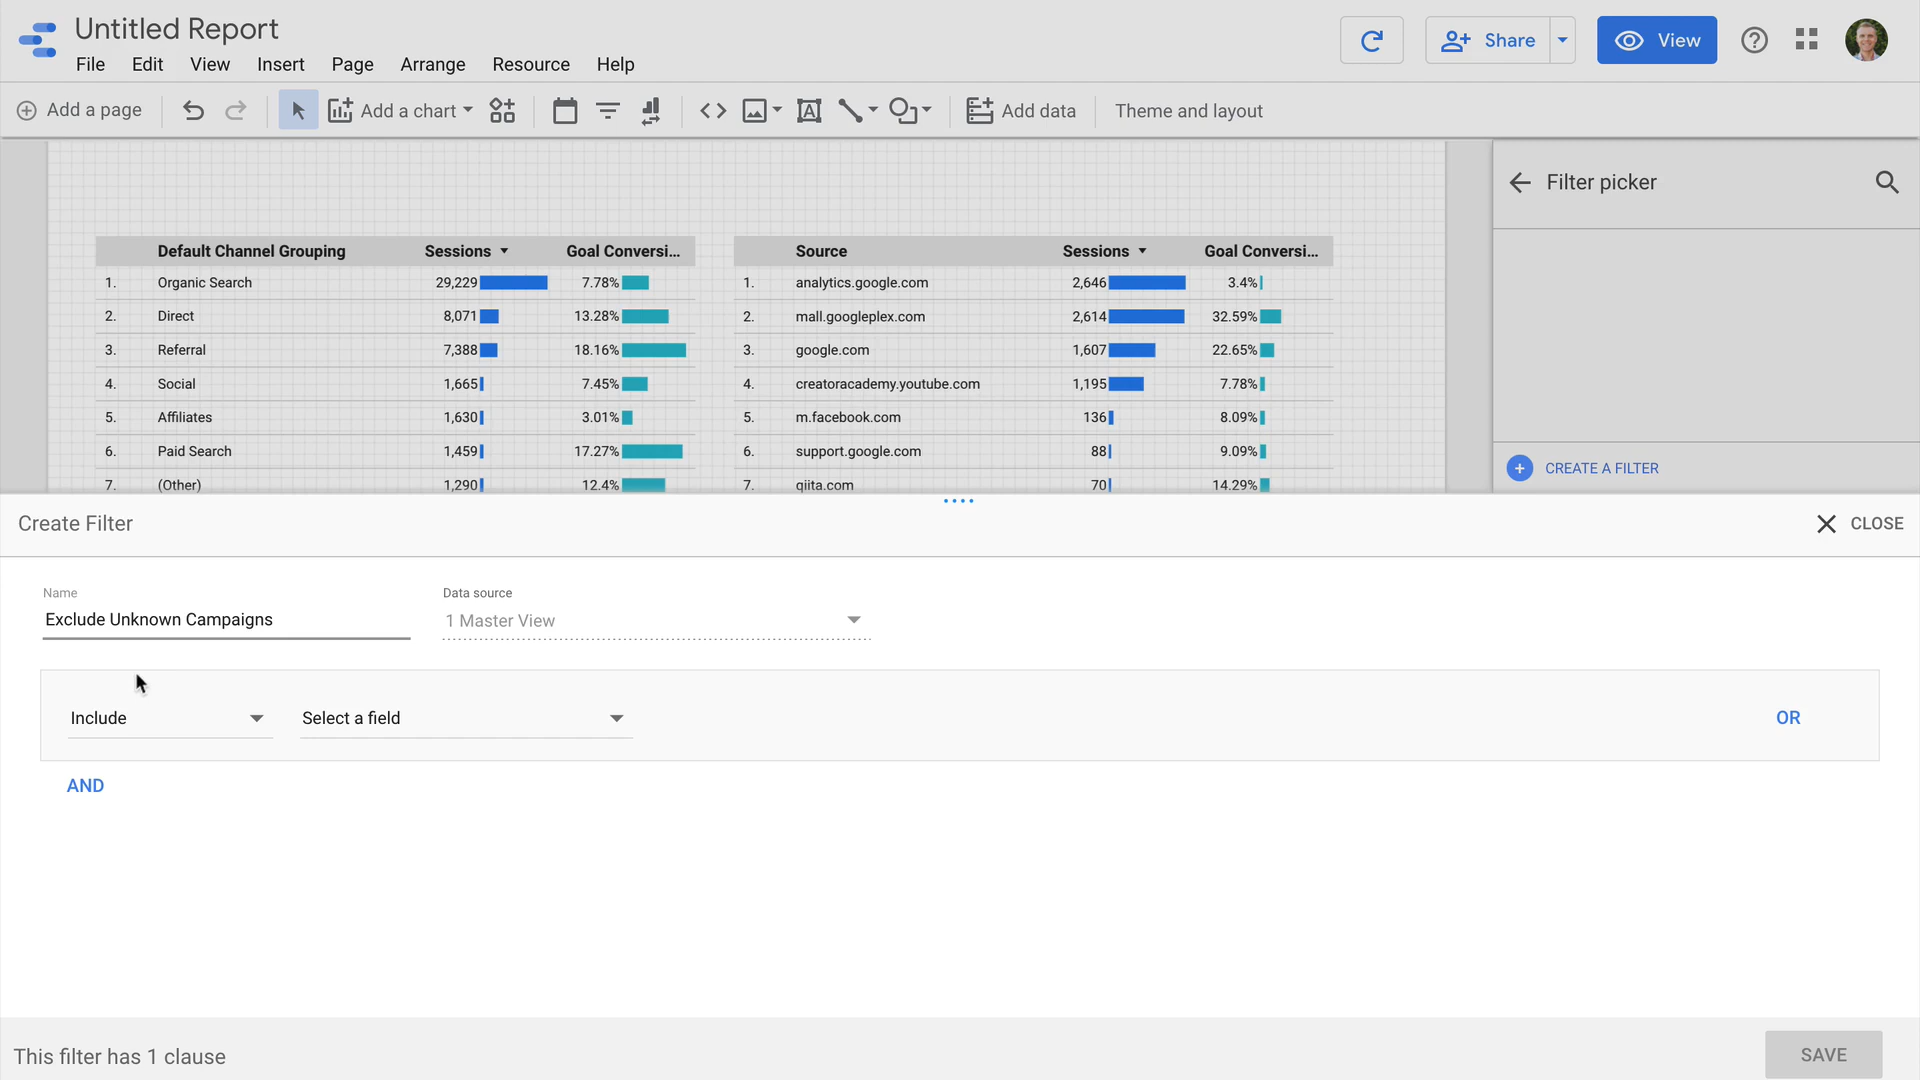 Untitled Report
File Edit View Insert Page Arrange Resource Help
Share
View
Add a page
Add a chart
Add data
Theme and layout
Filter picker
Default Channel Grouping Sessions Goal Conversi...
1. Organic Search 29,229 7.78%
2. Direct 8,071 13.28%
3. Referral 7,388 18.16%
4. Social 1,665 7.45%
5. Affiliates 1,630 3.01%
6. Paid Search 1,459 17.27%
7. (Other) 1,290 12.4%
Source Sessions Goal Conversi...
1. analytics.google.com 2,646 3.4%
2. mall.googleplex.com 2,614 32.59%
3. google.com 1,607 22.65%
4. creatoracademy.youtube.com 1,195 7.78%
5. m.facebook.com 136 8.09%
6. support.google.com 88 9.09%
7. qiita.com 70 14.29%
CREATE A FILTER
Create Filter
CLOSE
Name
Exclude Unknown Campaigns
Data source
1 Master View
Include
Select a field
OR
AND
This filter has 1 clause
SAVE